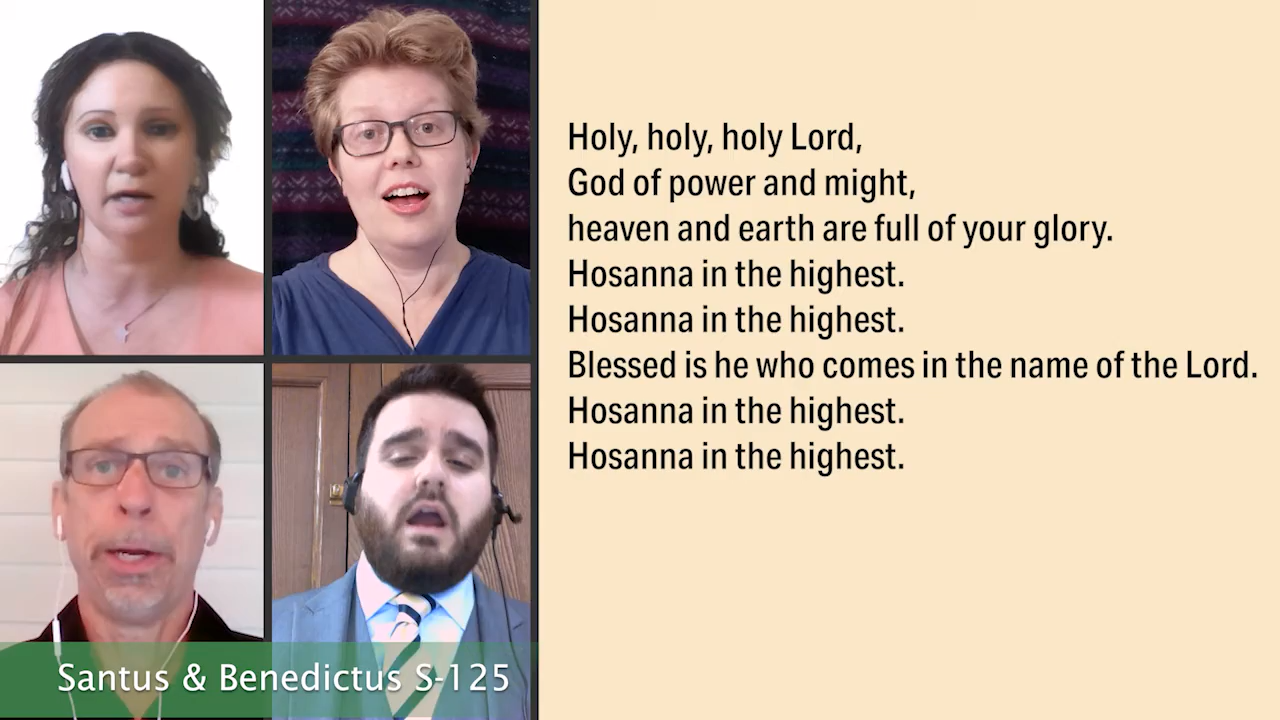 Holy, holy, holy Lord,
God of power and might,
heaven and earth are full of your glory.
Hosanna in the highest.
Hosanna in the highest.
Blessed is he who comes in the name of the Lord.
Hosanna in the highest.
Hosanna in the highest.
Santus & Benedictus S-125